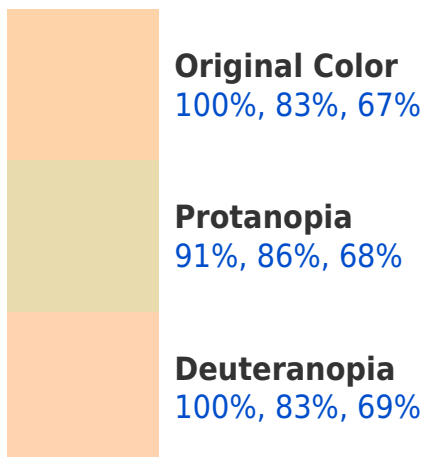 Original Color
100%, 83%, 67%
Protanopia
91%, 86%, 68%
Deuteranopia
100%, 83%, 69%